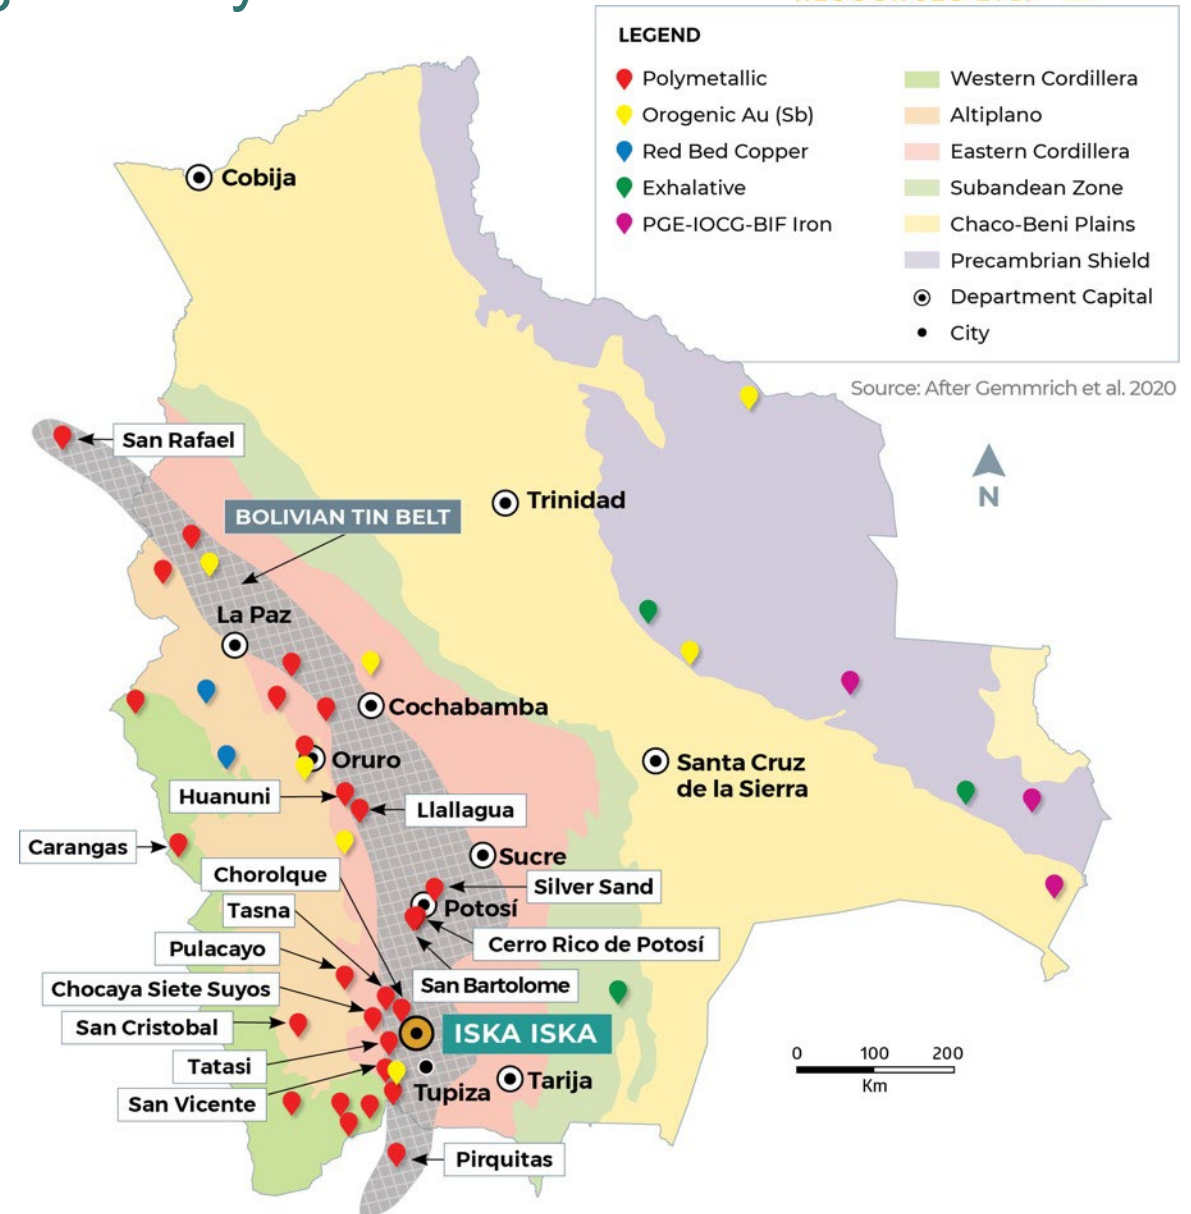 LEGEND
Polymetallic
Orogenic Au (Sb)
Red Bed Copper
Exhalative
PGE-IOCG-BIF Iron
Western Cordillera
Altiplano
Eastern Cordillera
Subandean Zone
Chaco-Beni Plains
Precambrian Shield
Department Capital
City
Source: After Gemmrich et al. 2020
N
Cobija
San Rafael
Trinidad
BOLIVIAN TIN BELT
La Paz
Cochabamba
Oruro
Santa Cruz
de la Sierra
Huanuni
Llallagua
Carangas
Sucre
Chorolque
Silver Sand
Tasna
Potosí
Cerro Rico de Potosí
Pulacayo
San Bartolome
Chocaya Siete Suyos
San Cristobal
ISKA ISKA
Tatasi
Tupiza
Tarija
San Vicente
Pirquitas
0 100 200
Km